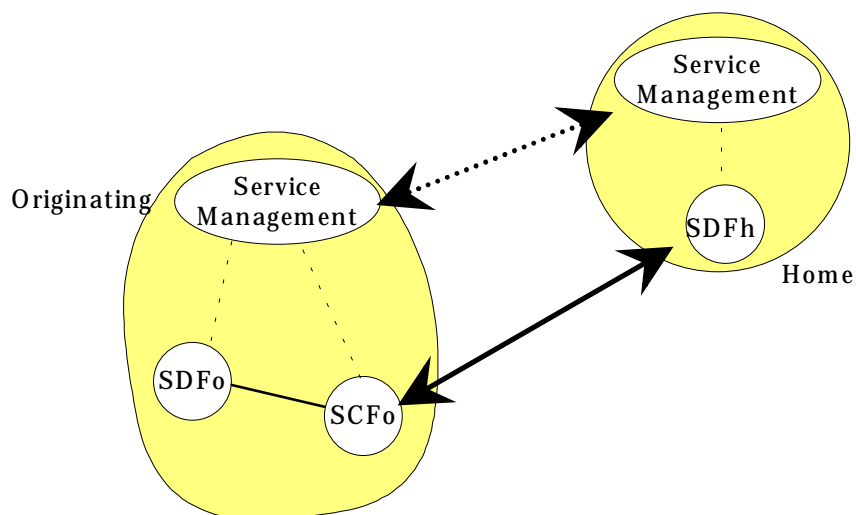 Service
Management
Originating
Service
Management
SDFh
Home
SDFo
SCFo